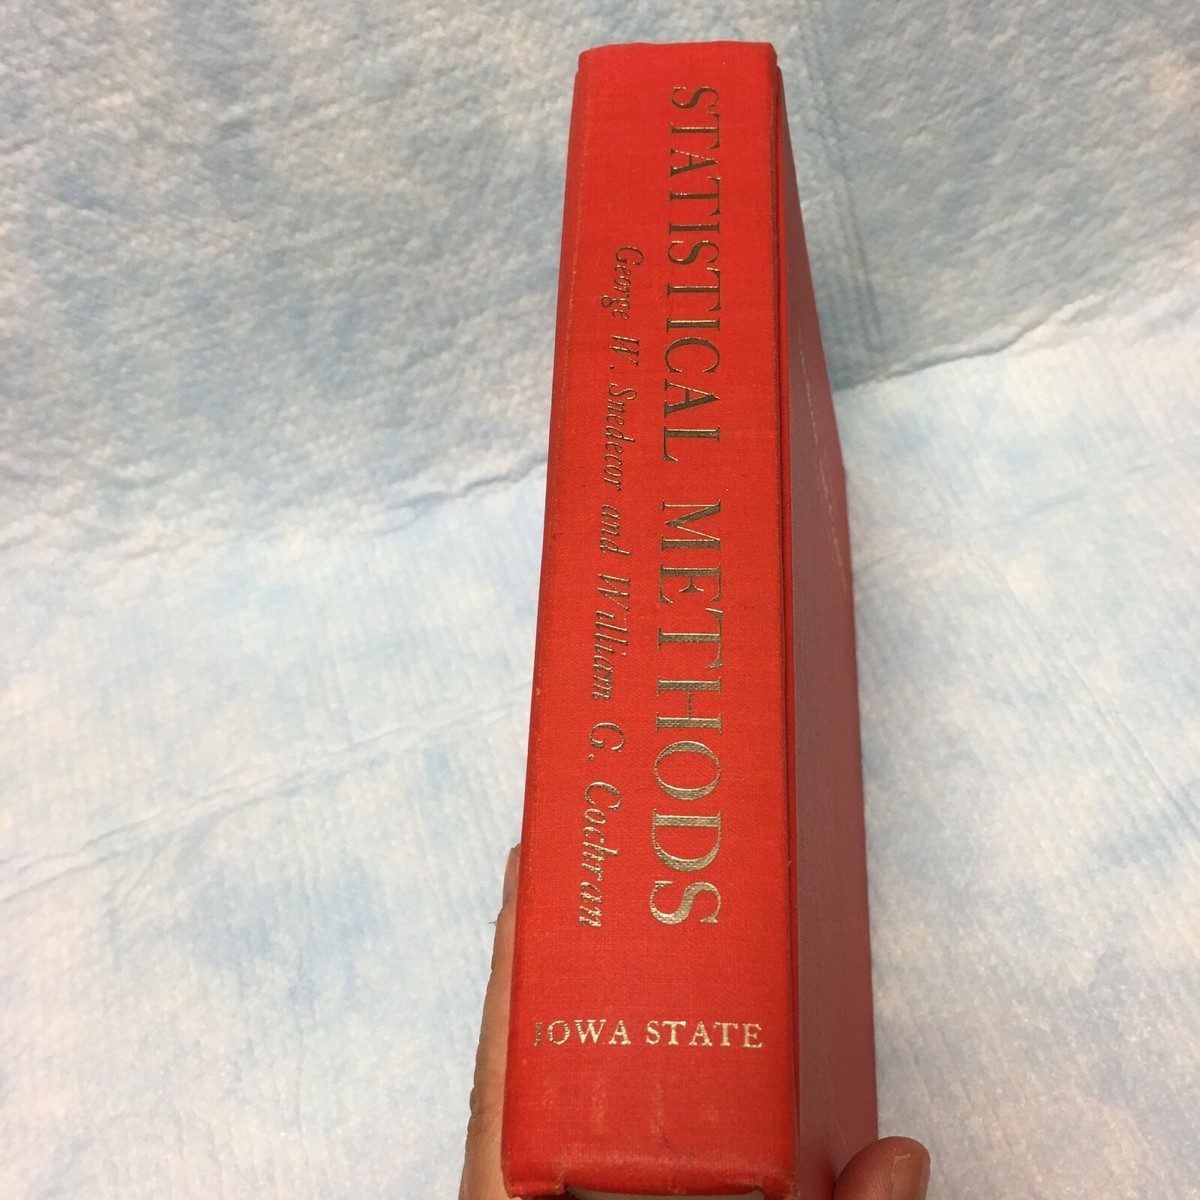 STATISTICAL METHODS
George W. Snedecor and William G. Cochran
IOWA STATE